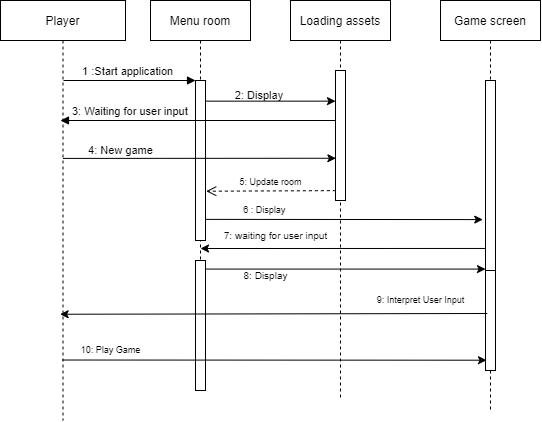 Player
Menu room
Loading assets
Game screen
1 :Start application
2: Display
3: Waiting for user input
4: New game
5: Update room
6 : Display
7: waiting for user input
8: Display
9: Interpret User Input
10: Play Game